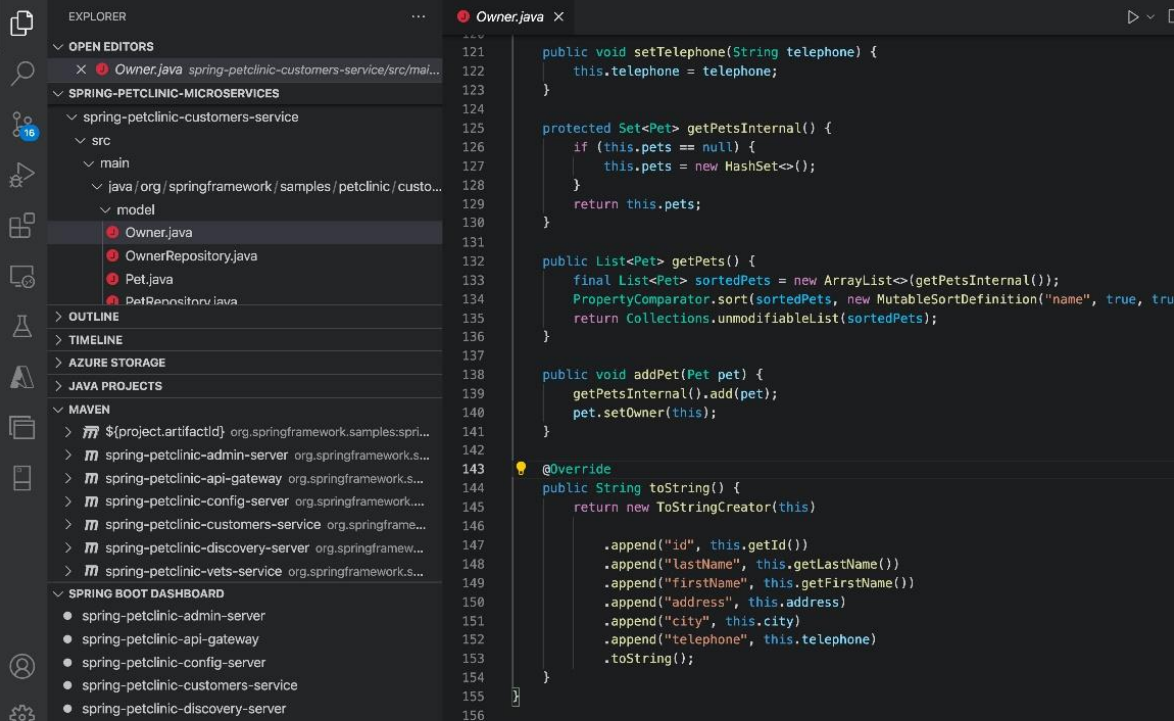 EXPLORER
OPEN EDITORS
Owner.java spring-petclinic-customers-service/src/mai...
SPRING-PETCLINIC-MICROSERVICES
spring-petclinic-customers-service
src
main
java/org/springframework/samples/petclinic/custo...
model
Owner.java
OwnerRepository.java
Pet.java
PetRepository.java
OUTLINE
TIMELINE
AZURE STORAGE
JAVA PROJECTS
MAVEN
${project.artifactId} org.springframework.samples:spri...
spring-petclinic-admin-server org.springframework.s...
spring-petclinic-api-gateway org.springframework.s...
spring-petclinic-config-server org.springframework....
spring-petclinic-customers-service org.springframe...
spring-petclinic-discovery-server org.springframew...
spring-petclinic-vets-service org.springframework.s...
SPRING BOOT DASHBOARD
spring-petclinic-admin-server
spring-petclinic-api-gateway
spring-petclinic-config-server
spring-petclinic-customers-service
spring-petclinic-discovery-server
16
Owner.java
121 public void setTelephone(String telephone) {
122 this.telephone = telephone;
123 }
124
125 protected Set<Pet> getPetsInternal() {
126 if (this.pets == null) {
127 this.pets = new HashSet<>();
128 }
129 return this.pets;
130 }
131
132 public List<Pet> getPets() {
133 final List<Pet> sortedPets = new ArrayList<>(getPetsInternal());
134 PropertyComparator.sort(sortedPets, new MutableSortDefinition("name", true, tru
135 return Collections.unmodifiableList(sortedPets);
136 }
137
138 public void addPet(Pet pet) {
139 getPetsInternal().add(pet);
140 pet.setOwner(this);
141 }
142
143 @Override
144 public String toString() {
145 return new ToStringCreator(this)
146
147 .append("id", this.getId())
148 .append("lastName", this.getLastName())
149 .append("firstName", this.getFirstName())
150 .append("address", this.address)
151 .append("city", this.city)
152 .append("telephone", this.telephone)
153 .toString();
154 }
155 }
156